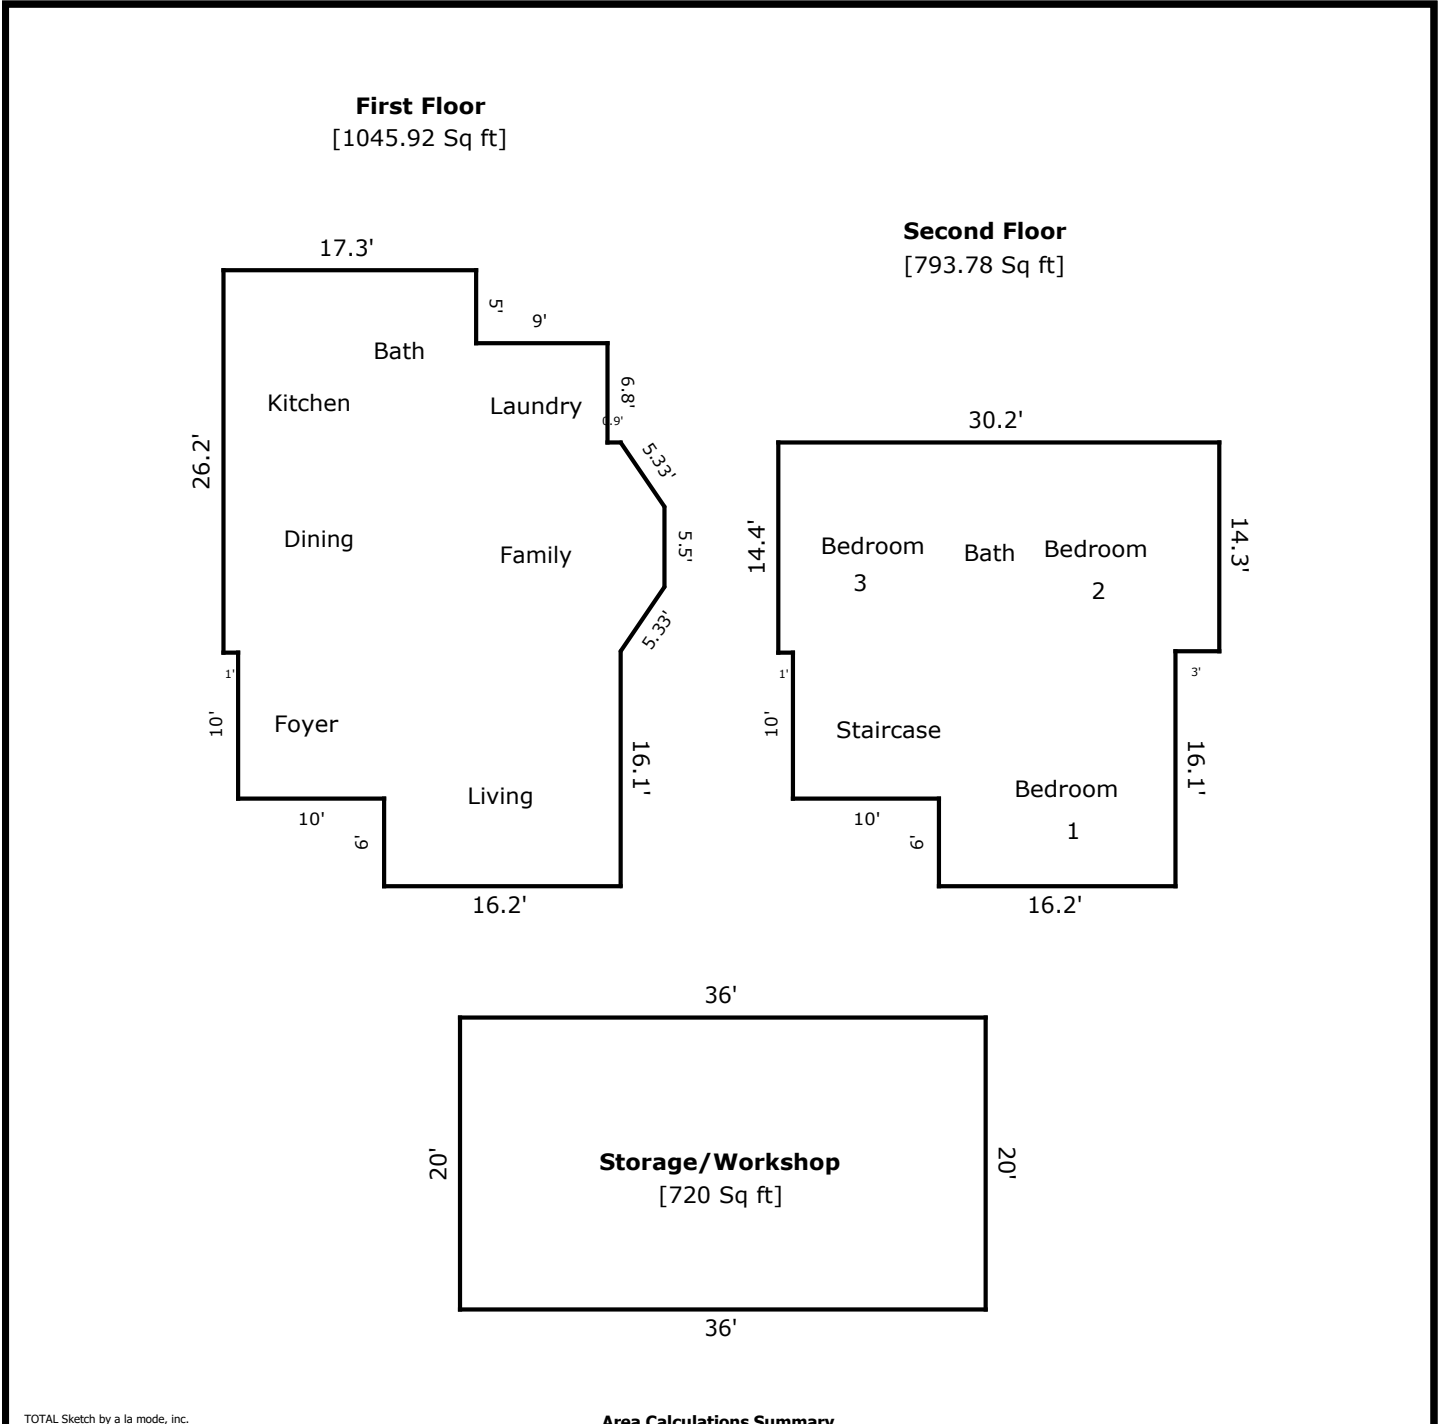 First Floor
[1045.92 Sq ft]
Second Floor
[793.78 Sq ft]
17.3'
5'
9'
Bath
Kitchen
Laundry
6.8'
0.9'
5.33'
26.2'
Dining
Family
5.5'
5.33'
1'
10'
Foyer
Living
16.1'
10'
6'
16.2'
30.2'
14.4'
Bedroom
3
Bath
Bedroom
2
14.3'
1'
3'
10'
Staircase
Bedroom
1
16.1'
10'
6'
16.2'
36'
20'
Storage/Workshop
[720 Sq ft]
20'
36'
TOTAL Sketch by a la mode, inc.
Area Calculations Summary